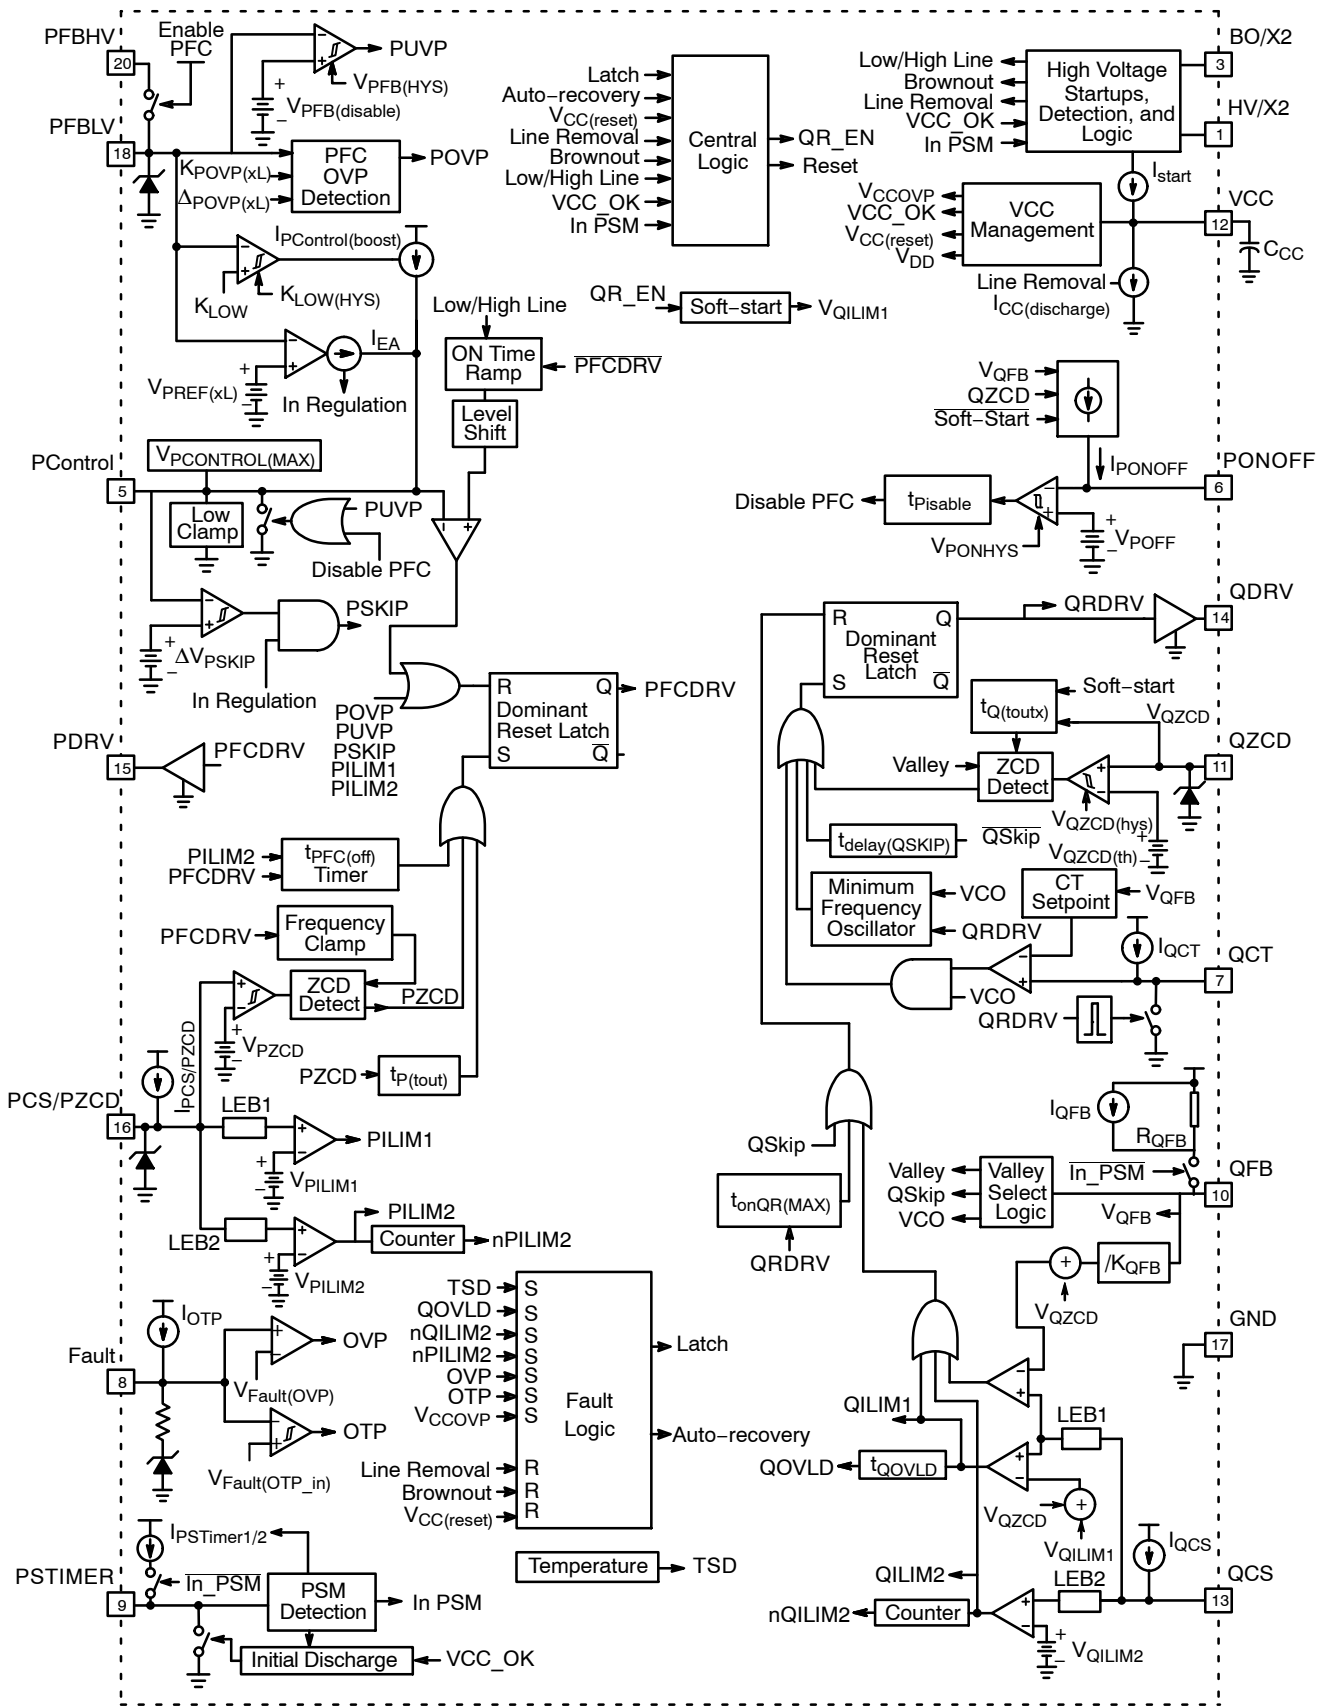 PFBHV
20
Enable
PFC
PUVP
VPFB(HYS)
+
−
VPFB(disable)
PFBLV
18
KPOVP(xL)
ΔPOVP(xL)
PFC
OVP
Detection
POVP
IPControl(boost)
KLOW
KLOW(HYS)
IEA
VPREF(xL)
In Regulation
Low/High Line
ON Time
Ramp
PFCDRV
Level
Shift
Latch
Auto-recovery
VCC(reset)
Line Removal
Brownout
Low/High Line
VCC_OK
In PSM
Central
Logic
QR_EN
Reset
QR_EN
Soft−start
VQILIM1
Low/High Line
Brownout
Line Removal
VCC_OK
In PSM
High Voltage
Startups,
Detection, and
Logic
BO/X2
3
HV/X2
1
Istart
VCCOVP
VCC_OK
VCC(reset)
VDD
VCC
Management
VCC
12
CCC
Line Removal
ICC(discharge)
VQFB
QZCD
Soft-Start
IPONOFF
PONOFF
6
Disable PFC
tPisable
VPONHYS
+
−
VPOFF
PControl
5
VPCONTROL(MAX)
Low
Clamp
PUVP
Disable PFC
PSKIP
ΔVPSKIP
In Regulation
POVP
PUVP
PSKIP
PILIM1
PILIM2
R
Q
Dominant
Reset Latch
S
Q
PFCDRV
PDRV
15
PFCDRV
PILIM2
PFCDRV
tPFC(off)
Timer
PFCDRV
Frequency
Clamp
ZCD
Detect
PZCD
VPZCD
PZCD
tP(tout)
IPCS/PZCD
PCS/PZCD
16
LEB1
PILIM1
VPILIM1
LEB2
PILIM2
Counter
nPILIM2
VPILIM2
R
Q
Dominant
Reset
Latch
S
Q
QRDRV
QDRV
14
tQ(toutx)
Soft−start
VQZCD
QZCD
11
Valley
ZCD
Detect
VQZCD(hys)
VQZCD(th)
tdelay(QSKIP)
QSkip
Minimum
Frequency
Oscillator
VCO
QRDRV
CT
Setpoint
VQFB
IQCT
QCT
7
VCO
QRDRV
QSkip
tonQR(MAX)
QRDRV
IQFB
RQFB
In_PSM
QFB
10
Valley
QSkip
VCO
Valley
Select
Logic
VQFB
/KQFB
+
VQZCD
GND
17
IOTP
Fault
8
OVP
VFault(OVP)
OTP
VFault(OTP_in)
TSD
QOVLD
nQILIM2
nPILIM2
OVP
OTP
VCCOVP
S
S
S
S
S
S
S
Fault
Logic
Latch
Auto-recovery
Line Removal
Brownout
VCC(reset)
R
R
R
Temperature
TSD
IPSTimer1/2
PSTIMER
9
In_PSM
PSM
Detection
In PSM
Initial Discharge
VCC_OK
QILIM1
QOVLD
tQOVLD
LEB1
VQZCD
+
VQILIM1
QILIM2
nQILIM2
Counter
LEB2
IQCS
QCS
13
VQILIM2